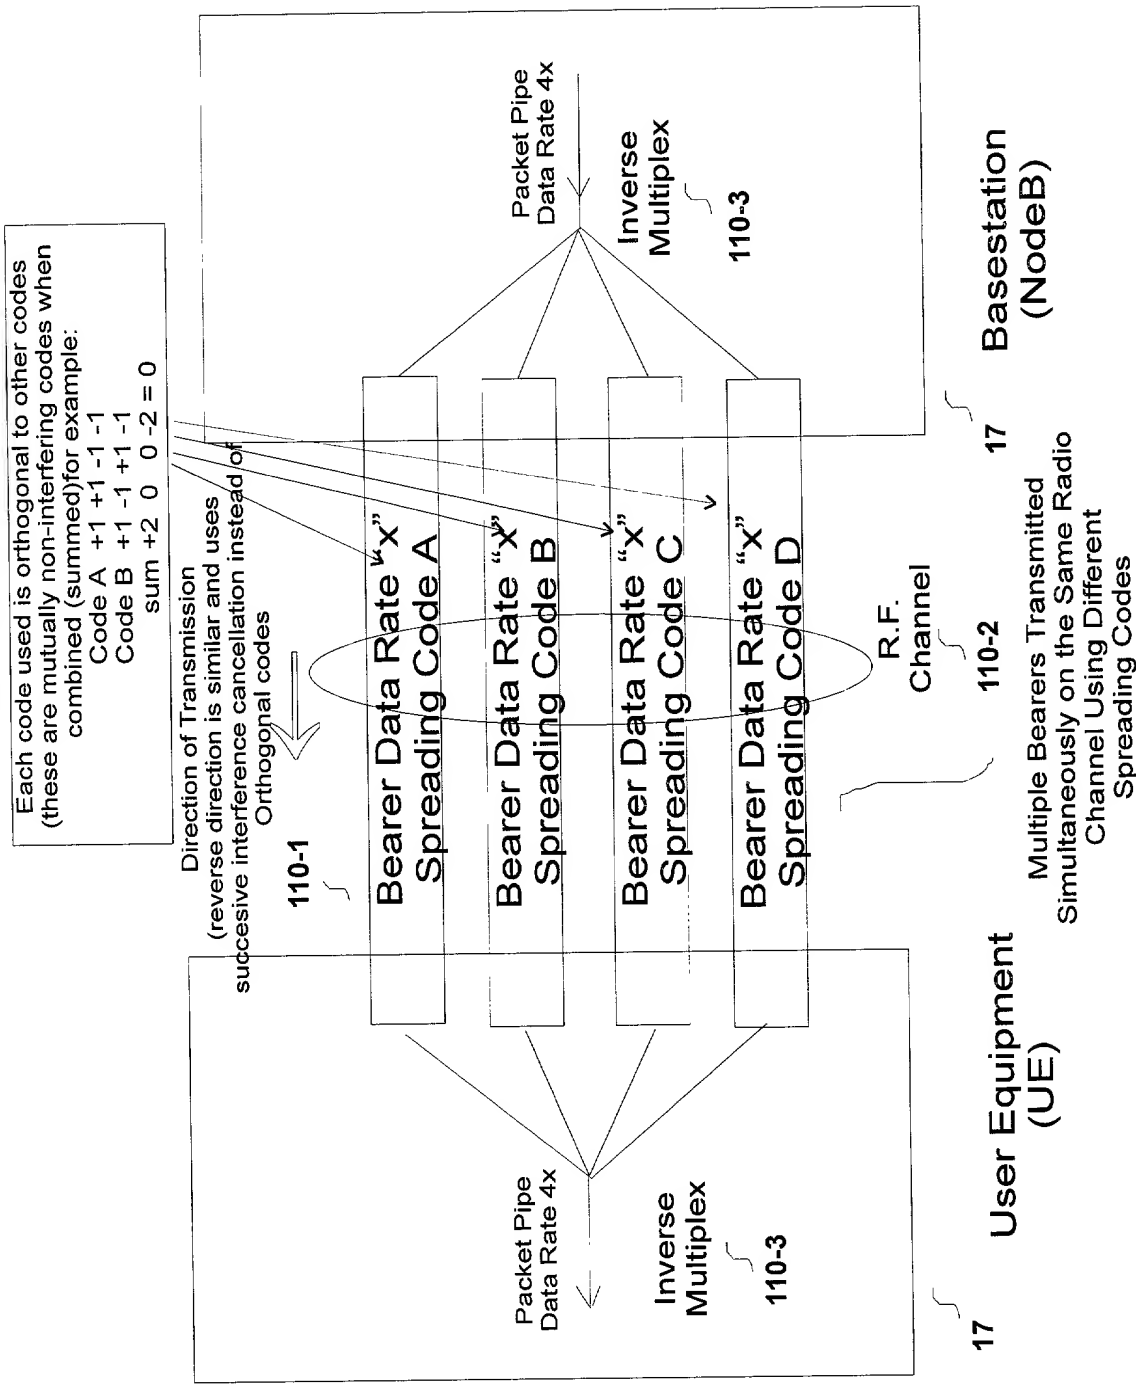 Each code used is orthogonal to other codes
(these are mutually non-interfering codes when
combined (summed)for example:
Code A +1 +1 -1 -1
Code B +1 -1 +1 -1
sum +2 0 0 -2 = 0
Direction of Transmission
(reverse direction is similar and uses
succesive interference cancellation instead of
Orthogonal codes
110-1
Packet Pipe
Data Rate 4x
Inverse
Multiplex
110-3
Bearer Data Rate “x”
Spreading Code A
Bearer Data Rate “x”
Spreading Code B
Bearer Data Rate “x”
Spreading Code C
Bearer Data Rate “x”
Spreading Code D
Packet Pipe
Data Rate 4x
Inverse
Multiplex
110-3
R.F.
Channel
110-2
17
User Equipment
(UE)
Multiple Bearers Transmitted
Simultaneously on the Same Radio
Channel Using Different
Spreading Codes
17
Basestation
(NodeB)